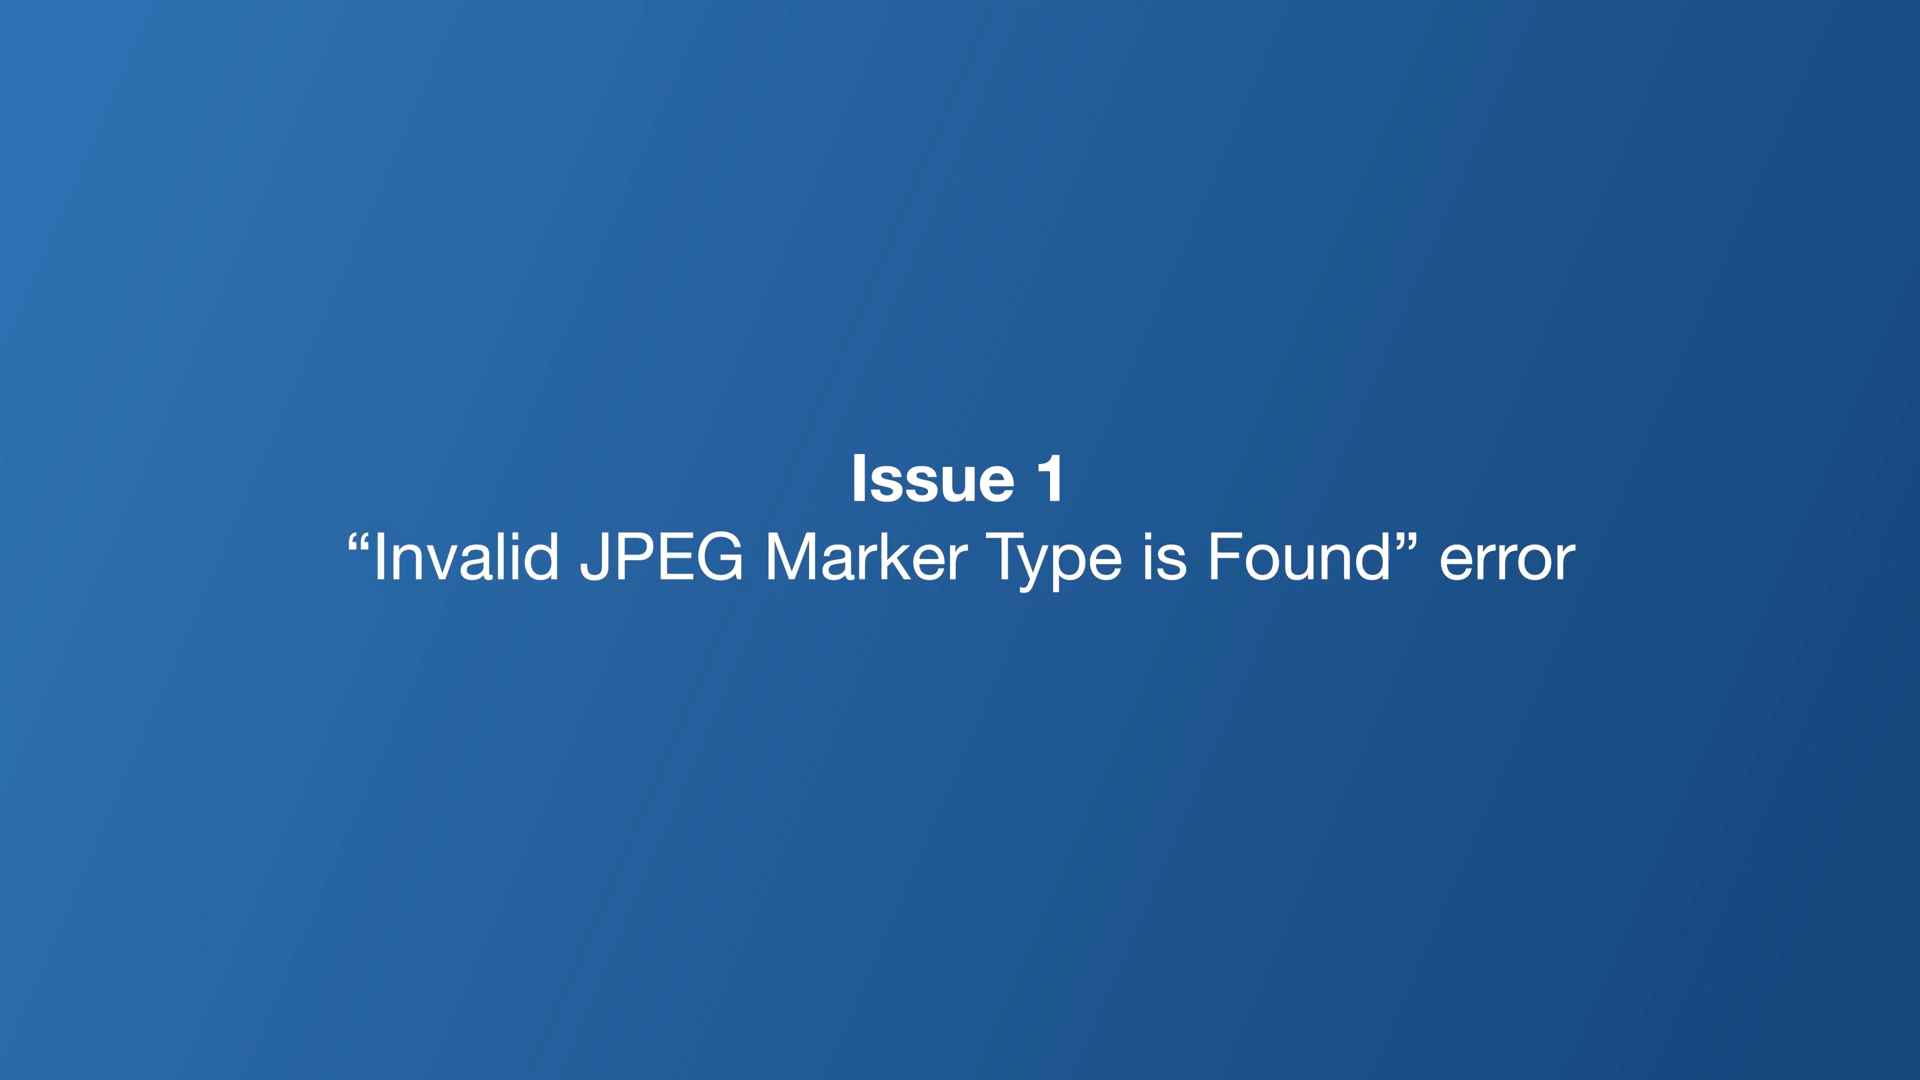 Issue 1
“Invalid JPEG Marker Type is Found” error